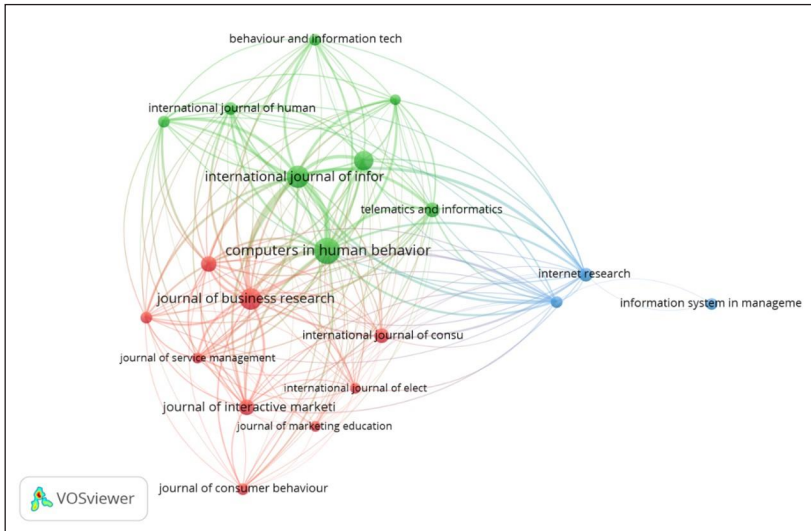 behaviour and information tech
international journal of human
international journal of infor
telematics and informatics
computers in human behavior
internet research
journal of business research
information system in manageme
international journal of consu
journal of service management
international journal of elect
journal of interactive marketi
journal of marketing education
journal of consumer behaviour
VOSviewer